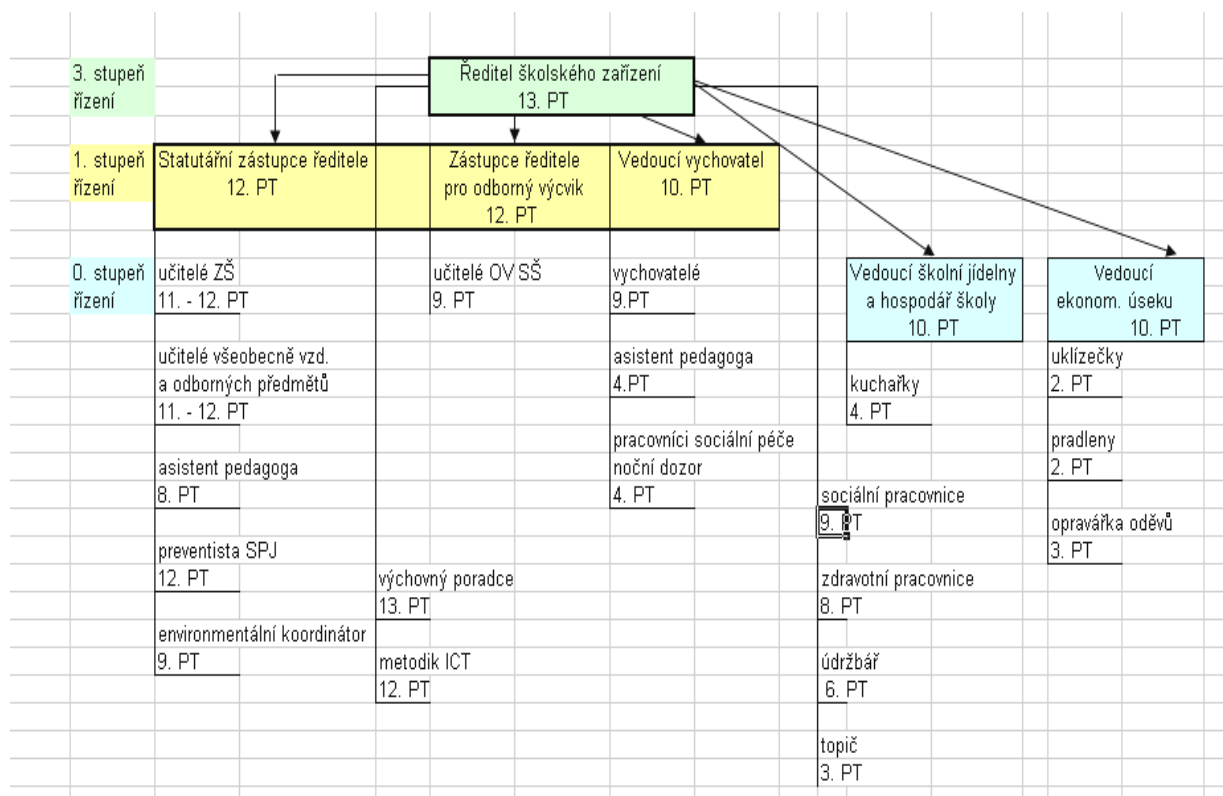 3. stupeň
řízení
Ředitel školského zařízení
13. PT
1. stupeň
řízení
Statutářní zástupce ředitele
12. PT
Zástupce ředitele
pro odborný výcvik
12. PT
Vedoucí vychovatel
10. PT
0. stupeň
řízení
učitelé ZŠ
11. - 12. PT
učitelé všeobecně vzd.
a odborných předmětů
11. - 12. PT
asistent pedagoga
8. PT
preventista SPJ
12. PT
environmentální koordinátor
9. PT
výchovný poradce
13. PT
metodik ICT
12. PT
učitelé OV SŠ
9. PT
vychovatelé
9.PT
asistent pedagoga
4.PT
pracovníci sociální péče
noční dozor
4. PT
sociální pracovnice
9. PT
zdravotní pracovnice
8. PT
údržbář
6. PT
topič
3. PT
Vedoucí školní jídelny
a hospodář školy
10. PT
kuchařky
4. PT
Vedoucí
ekonom. úseku
10. PT
uklízečky
2. PT
pradleny
2. PT
opravářka oděvů
3. PT